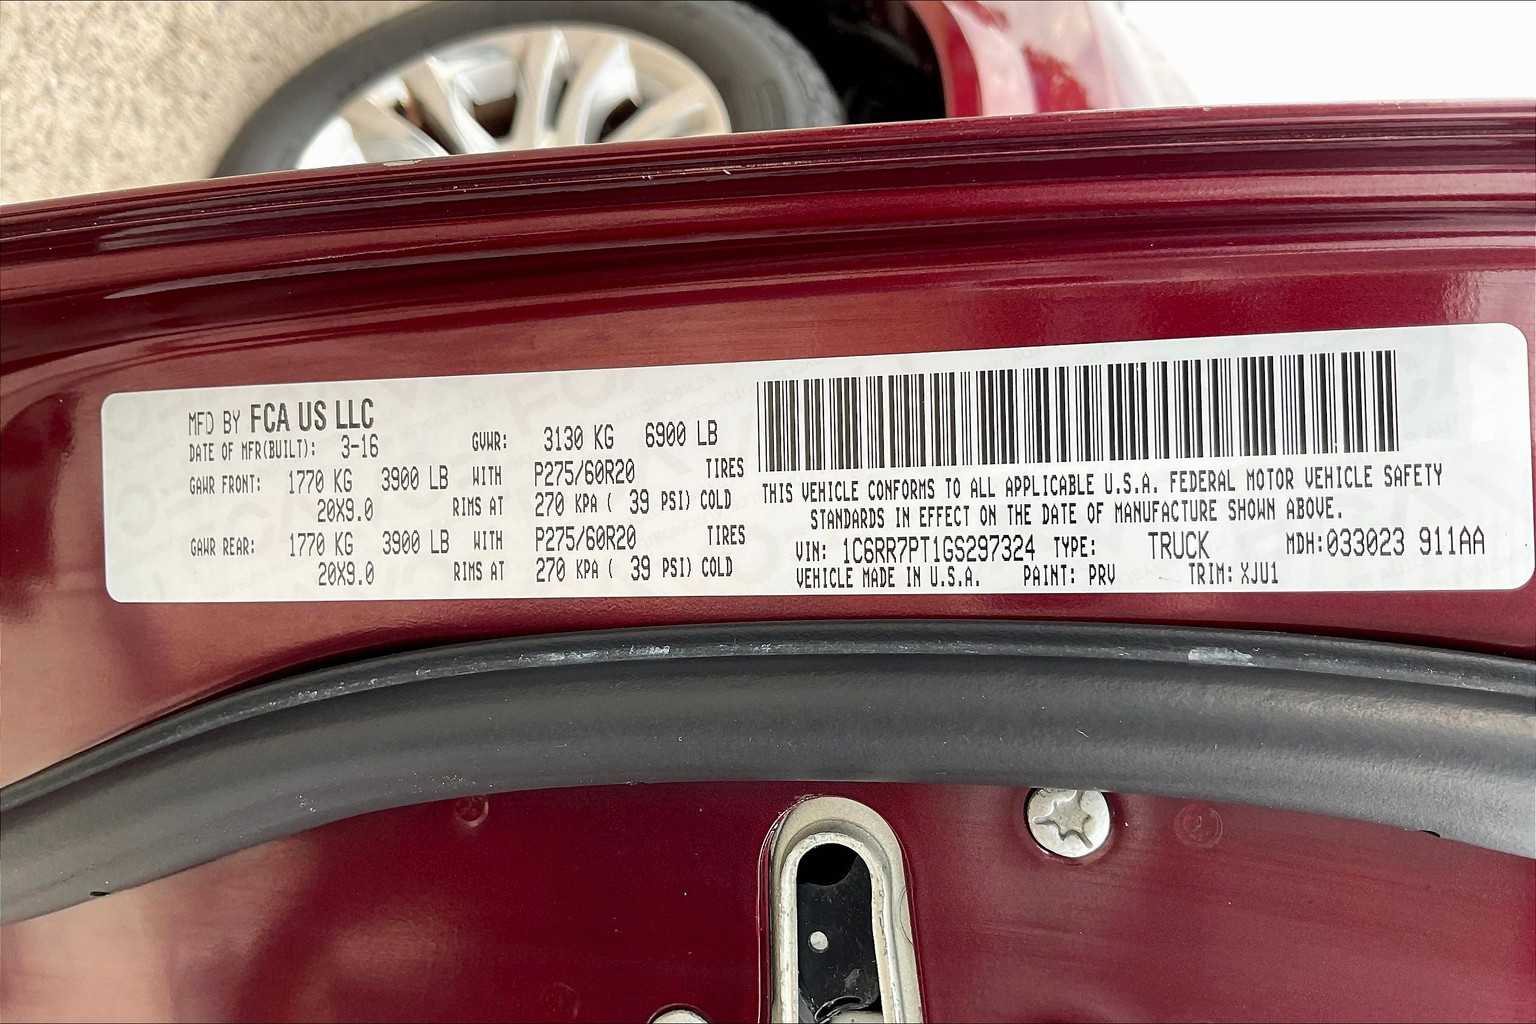 MFD BY FCA US LLC
DATE OF MFR(BUILT): 3-16 GVWR: 3130 KG 6900 LB
GAWR FRONT: 1770 KG 3900 LB WITH P275/60R20 TIRES
20X9.0 RIMS AT 270 KPA ( 39 PSI) COLD
GAWR REAR: 1770 KG 3900 LB WITH P275/60R20 TIRES
20X9.0 RIMS AT 270 KPA ( 39 PSI) COLD
THIS VEHICLE CONFORMS TO ALL APPLICABLE U.S.A. FEDERAL MOTOR VEHICLE SAFETY
STANDARDS IN EFFECT ON THE DATE OF MANUFACTURE SHOWN ABOVE.
VIN: 1C6RR7PT1GS297324 TYPE: TRUCK MDH:033023 911AA
VEHICLE MADE IN U.S.A. PAINT: PRV TRIM: XJU1